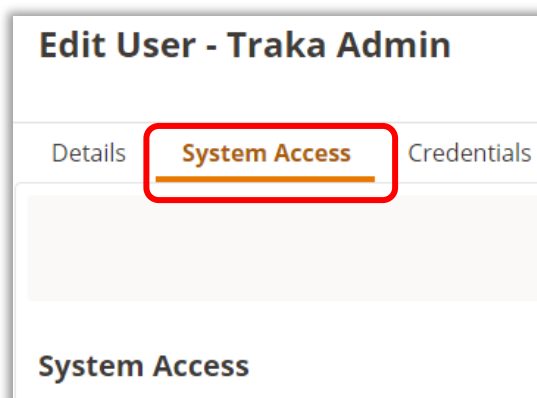 Edit User - Traka Admin
Details System Access Credentials
System Access